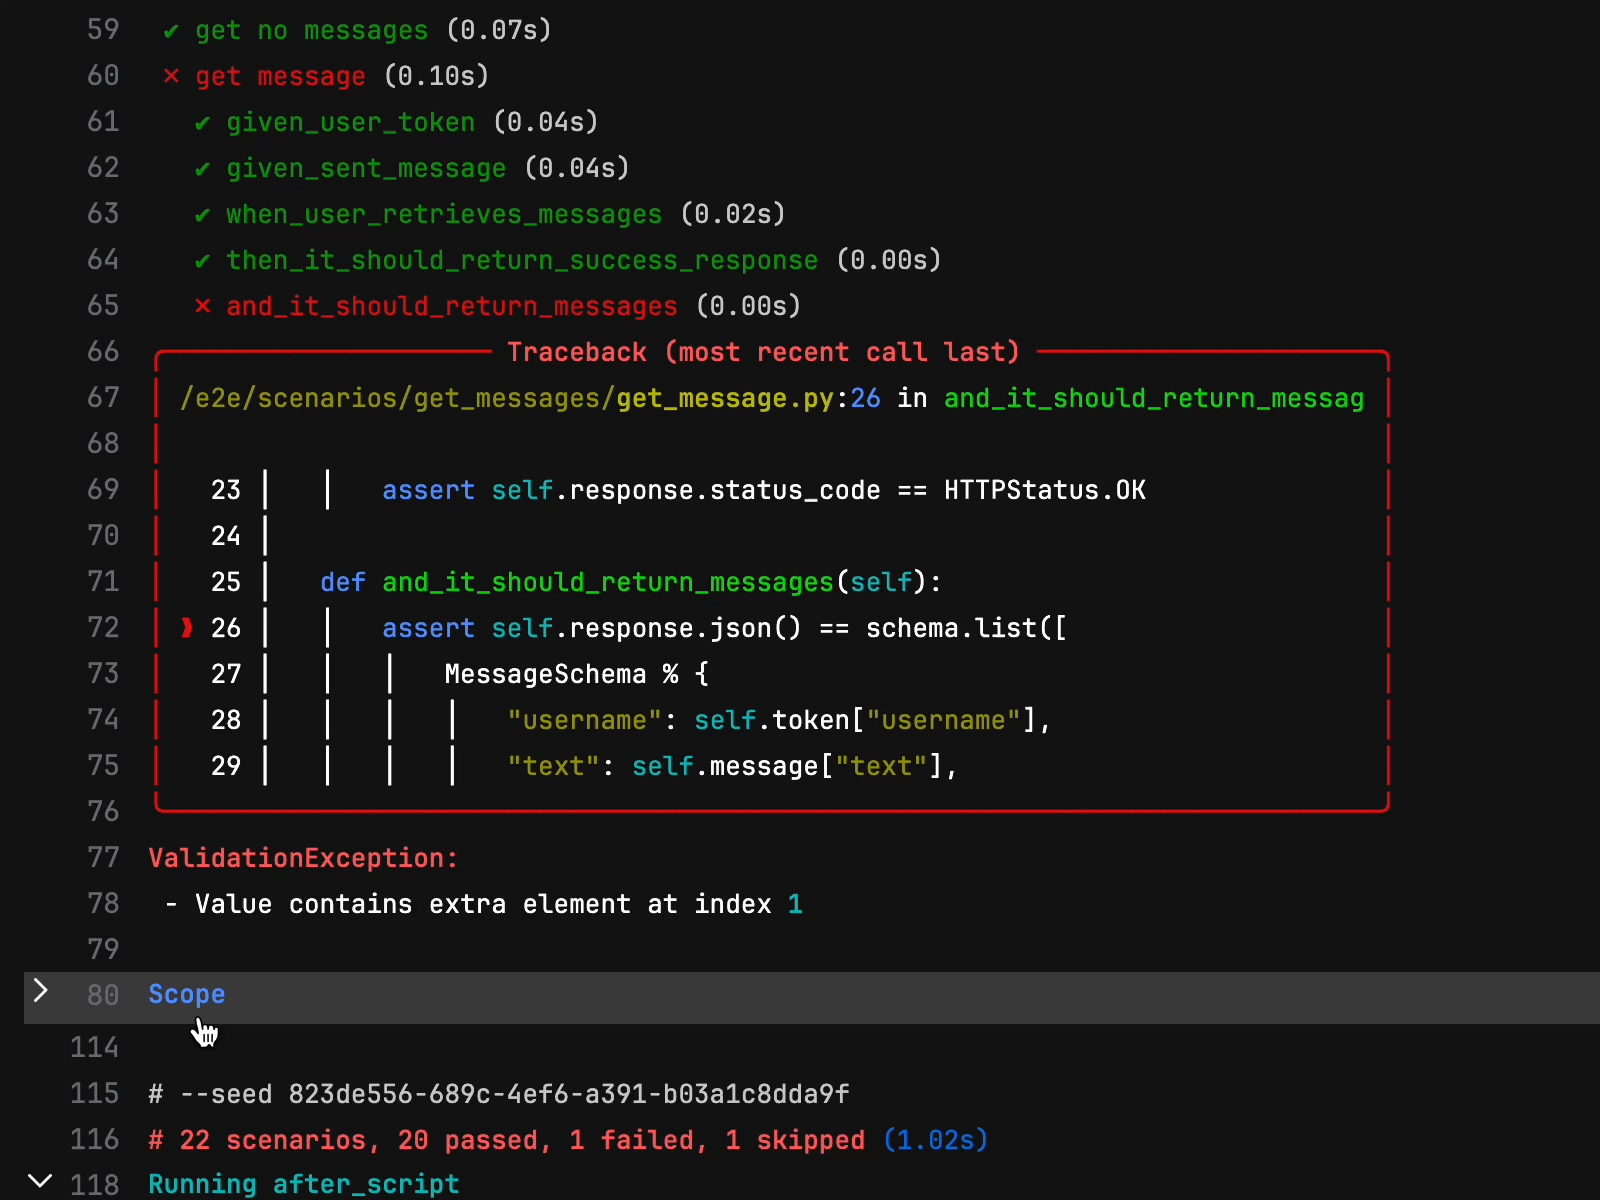 59 ✔ get no messages (0.07s)
60 ✕ get message (0.10s)
61 ✔ given_user_token (0.04s)
62 ✔ given_sent_message (0.04s)
63 ✔ when_user_retrieves_messages (0.02s)
64 ✔ then_it_should_return_success_response (0.00s)
65 ✕ and_it_should_return_messages (0.00s)
66 Traceback (most recent call last)
67 /e2e/scenarios/get_messages/get_message.py:26 in and_it_should_return_messag
68
69 23 assert self.response.status_code == HTTPStatus.OK
70 24
71 25 def and_it_should_return_messages(self):
72 ❱ 26 assert self.response.json() == schema.list([
73 27 MessageSchema % {
74 28 "username": self.token["username"],
75 29 "text": self.message["text"],
76
77 ValidationException:
78 - Value contains extra element at index 1
79
80 Scope
114
115 # --seed 823de556-689c-4ef6-a391-b03a1c8dda9f
116 # 22 scenarios, 20 passed, 1 failed, 1 skipped (1.02s)
118 Running after_script